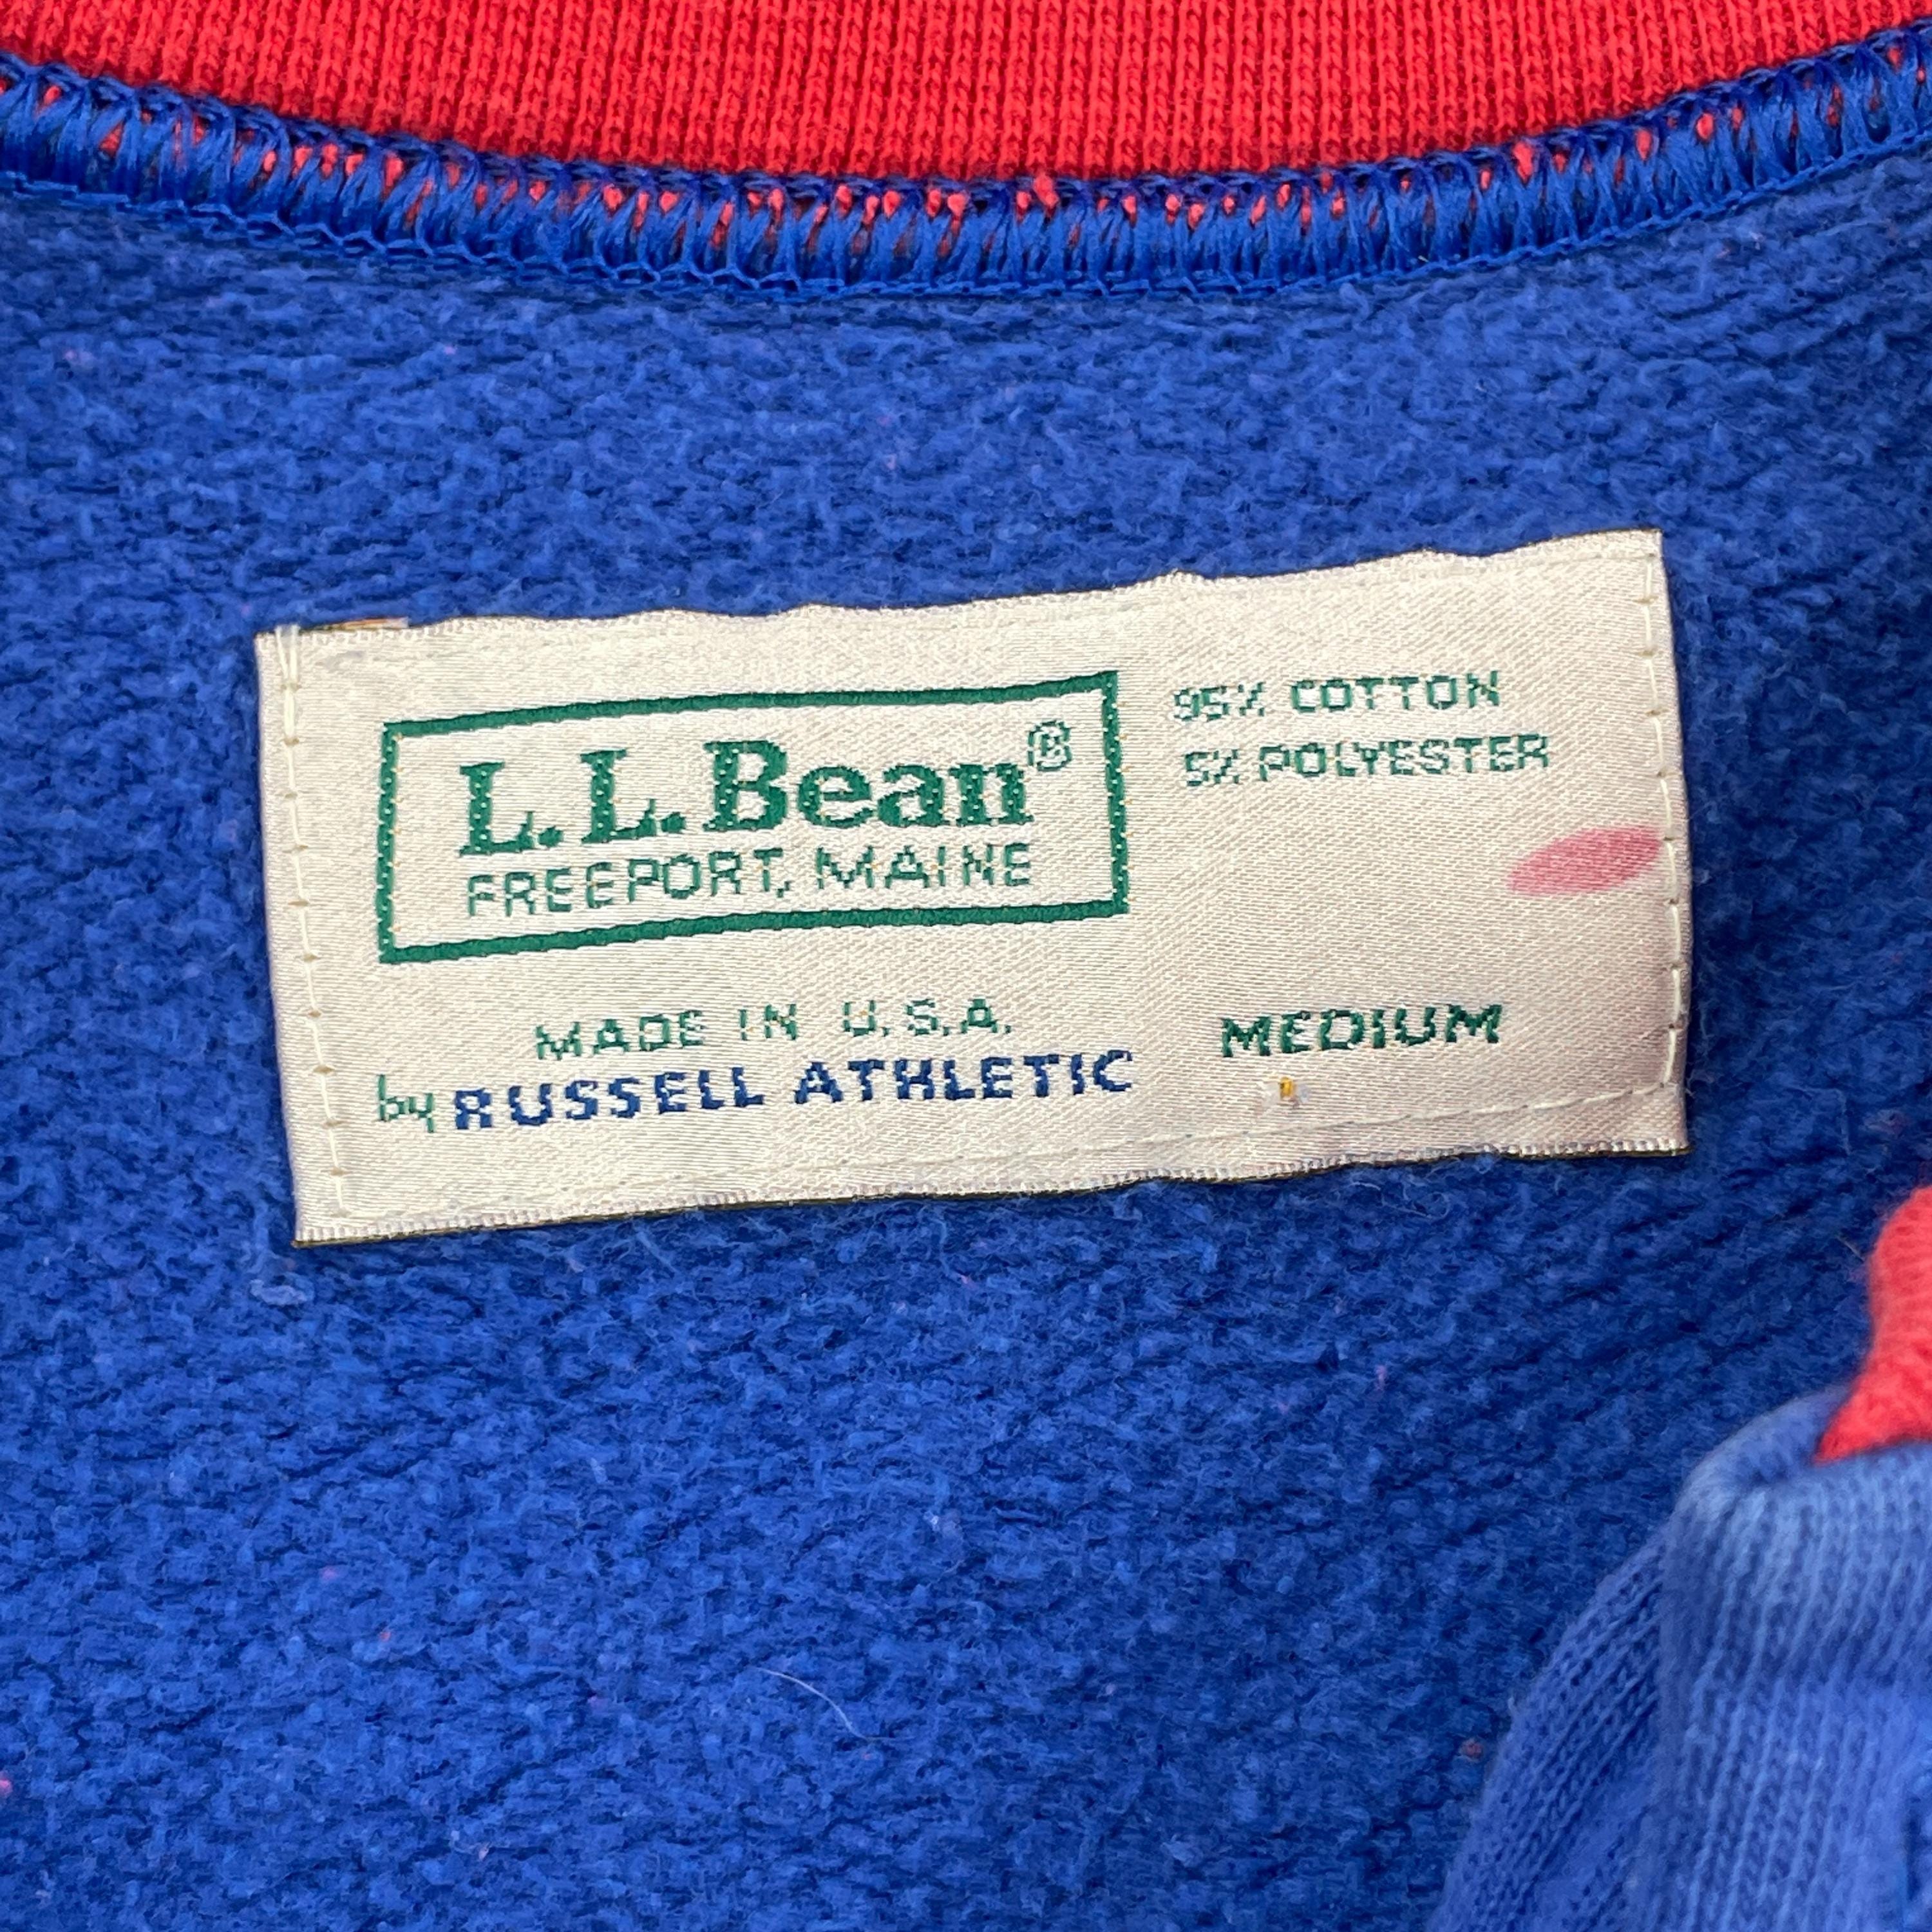 L.L.Bean®
FREEPORT, MAINE
MADE IN U.S.A.
by RUSSELL ATHLETIC
95% COTTON
5% POLYESTER
MEDIUM